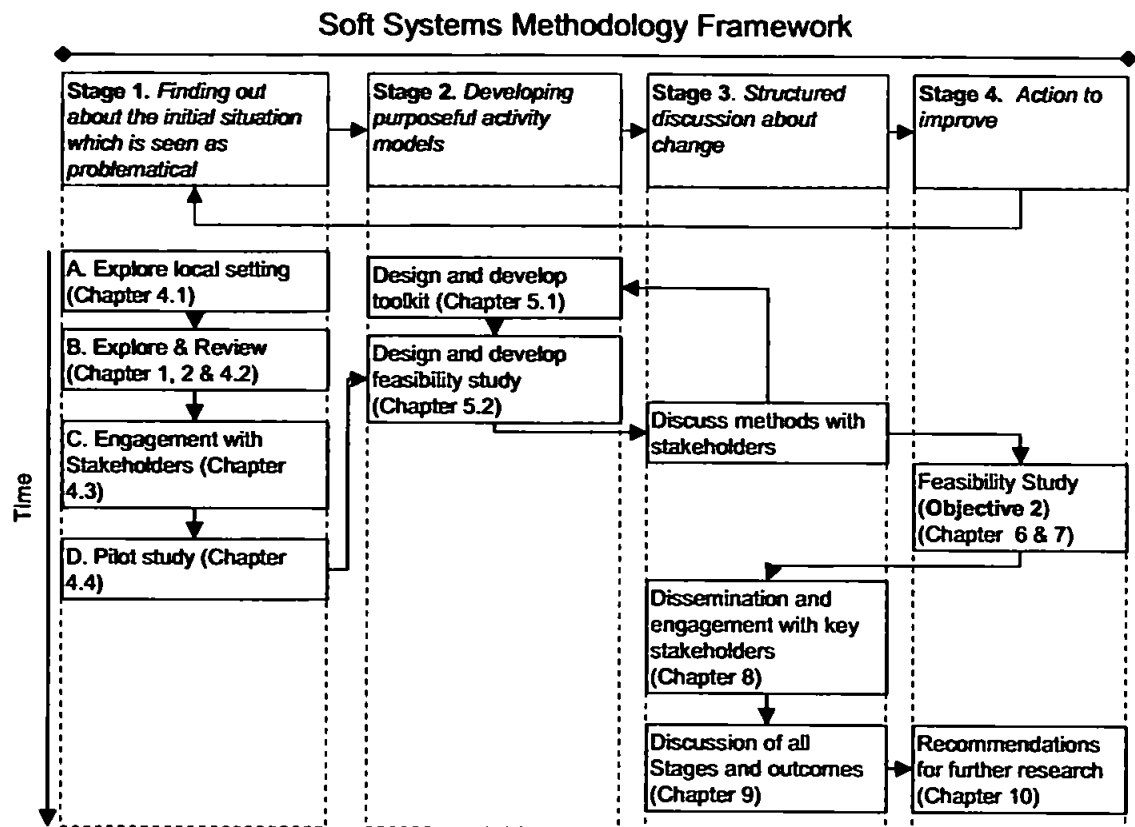 Soft Systems Methodology Framework
Stage 1. Finding out
about the initial situation
which is seen as
problematical
Stage 2. Developing
purposeful activity
models
Stage 3. Structured
discussion about
change
Stage 4. Action to
improve
Time
A. Explore local setting
(Chapter 4.1)
B. Explore & Review
(Chapter 1, 2 & 4.2)
C. Engagement with
Stakeholders (Chapter
4.3)
D. Pilot study (Chapter
4.4)
Design and develop
toolkit (Chapter 5.1)
Design and develop
feasibility study
(Chapter 5.2)
Discuss methods with
stakeholders
Feasibility Study
(Objective 2)
(Chapter 6 & 7)
Dissemination and
engagement with key
stakeholders
(Chapter 8)
Discussion of all
Stages and outcomes
(Chapter 9)
Recommendations
for further research
(Chapter 10)